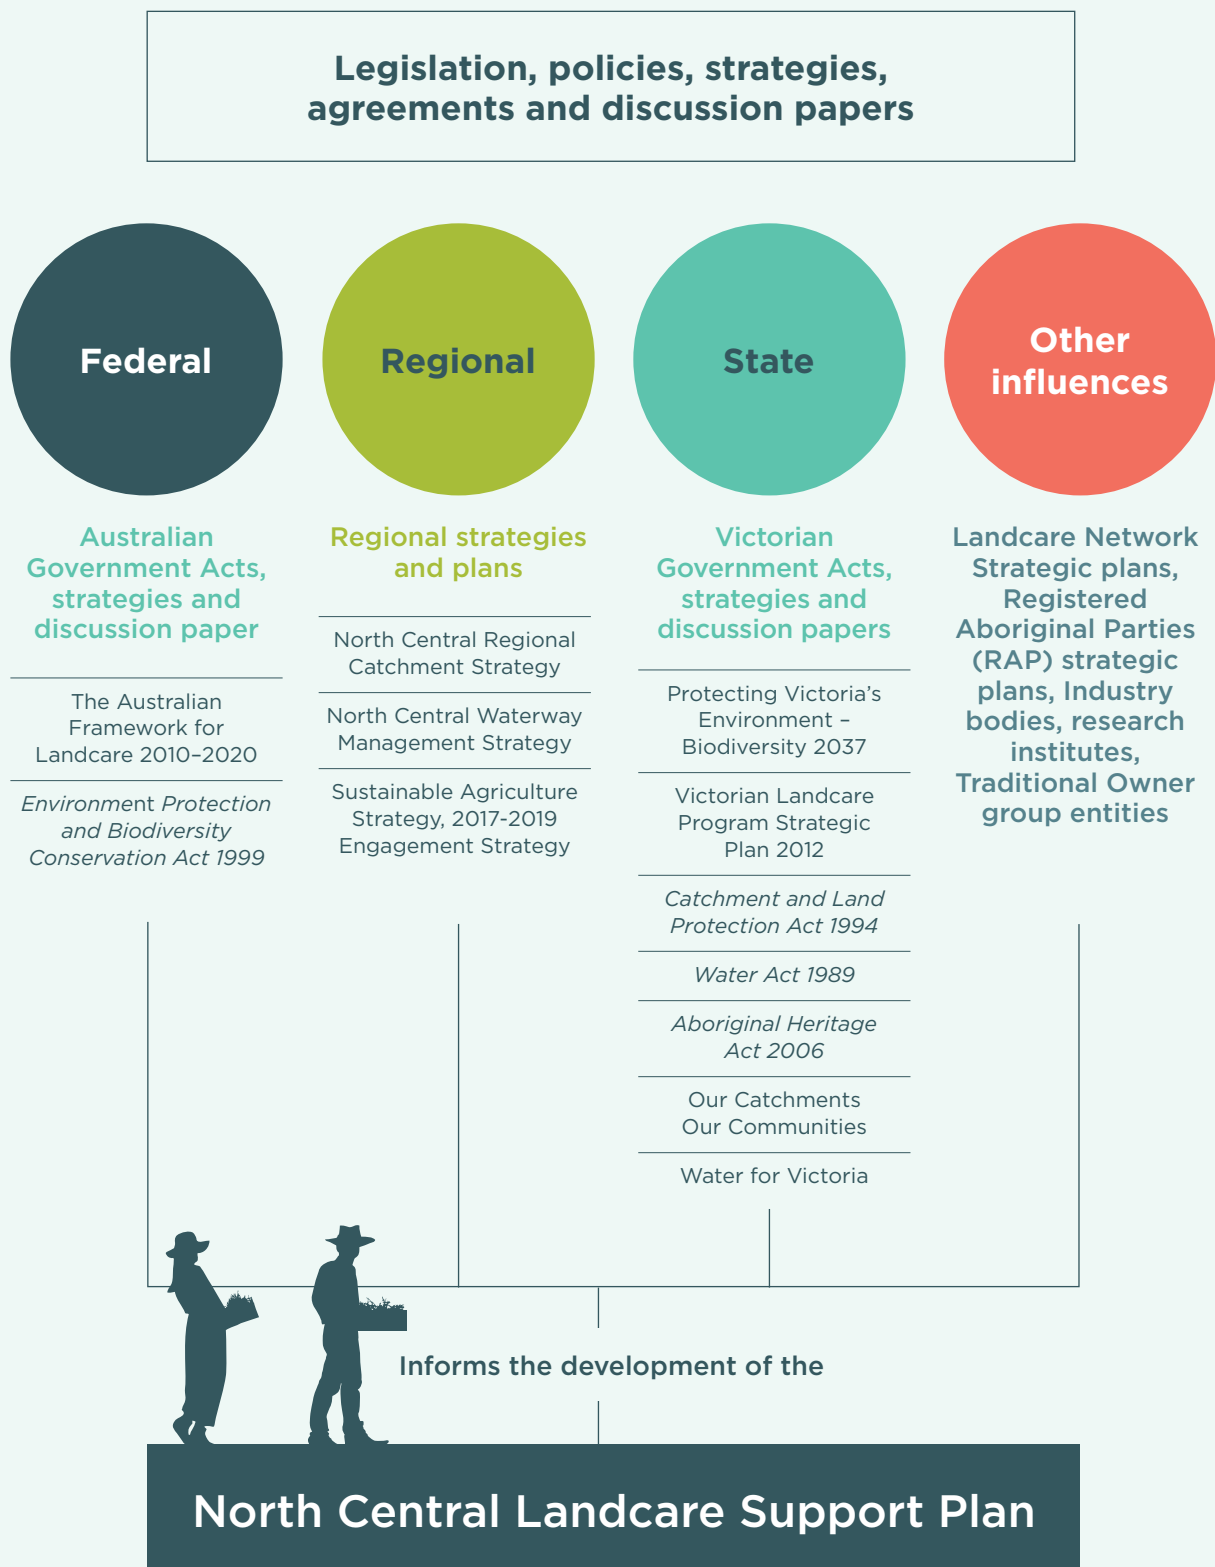 Legislation, policies, strategies,
agreements and discussion papers
Federal
Australian
Government Acts,
strategies and
discussion paper
The Australian
Framework for
Landcare 2010–2020
Environment Protection
and Biodiversity
Conservation Act 1999
Regional
Regional strategies
and plans
North Central Regional
Catchment Strategy
North Central Waterway
Management Strategy
Sustainable Agriculture
Strategy, 2017-2019
Engagement Strategy
State
Victorian
Government Acts,
strategies and
discussion papers
Protecting Victoria’s
Environment –
Biodiversity 2037
Victorian Landcare
Program Strategic
Plan 2012
Catchment and Land
Protection Act 1994
Water Act 1989
Aboriginal Heritage
Act 2006
Our Catchments
Our Communities
Water for Victoria
Other
influences
Landcare Network
Strategic plans,
Registered
Aboriginal Parties
(RAP) strategic
plans, Industry
bodies, research
institutes,
Traditional Owner
group entities
Informs the development of the
North Central Landcare Support Plan